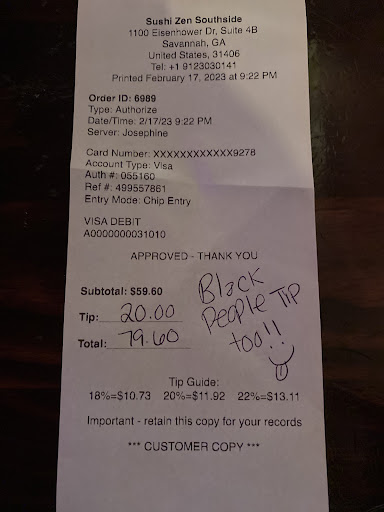 Sushi Zen Southside
1100 Eisenhower Dr, Suite 4B
Savannah, GA
United States, 31406
Tel: +1 9123030141
Printed February 17, 2023 at 9:22 PM
Order ID: 6989
Type: Authorize
Date/Time: 2/17/23 9:22 PM
Server: Josephine
Card Number: XXXXXXXXXXXX9278
Account Type: Visa
Auth #: 055160
Ref #: 499557861
Entry Mode: Chip Entry
VISA DEBIT
A0000000031010
APPROVED - THANK YOU
Subtotal: $59.60
Tip: 20.00
Total: 79.60
Black
People Tip
too!!
Tip Guide:
18%=$10.73 20%=$11.92 22%=$13.11
Important - retain this copy for your records
*** CUSTOMER COPY ***